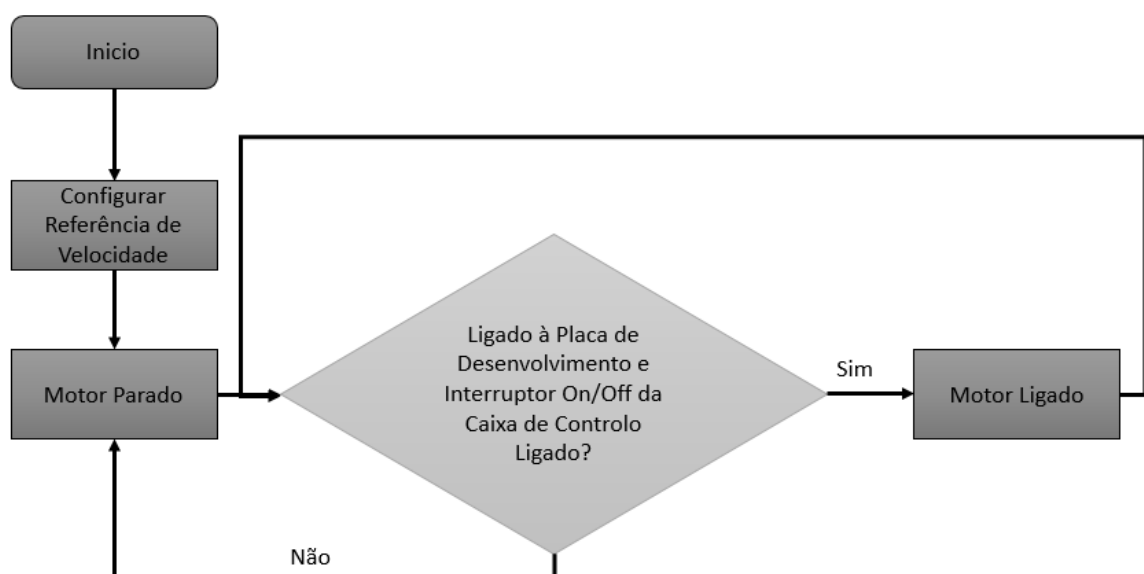 Inicio
Configurar
Referência de
Velocidade
Motor Parado
Ligado à Placa de
Desenvolvimento e
Interruptor On/Off da
Caixa de Controlo
Ligado?
Sim
Motor Ligado
Não